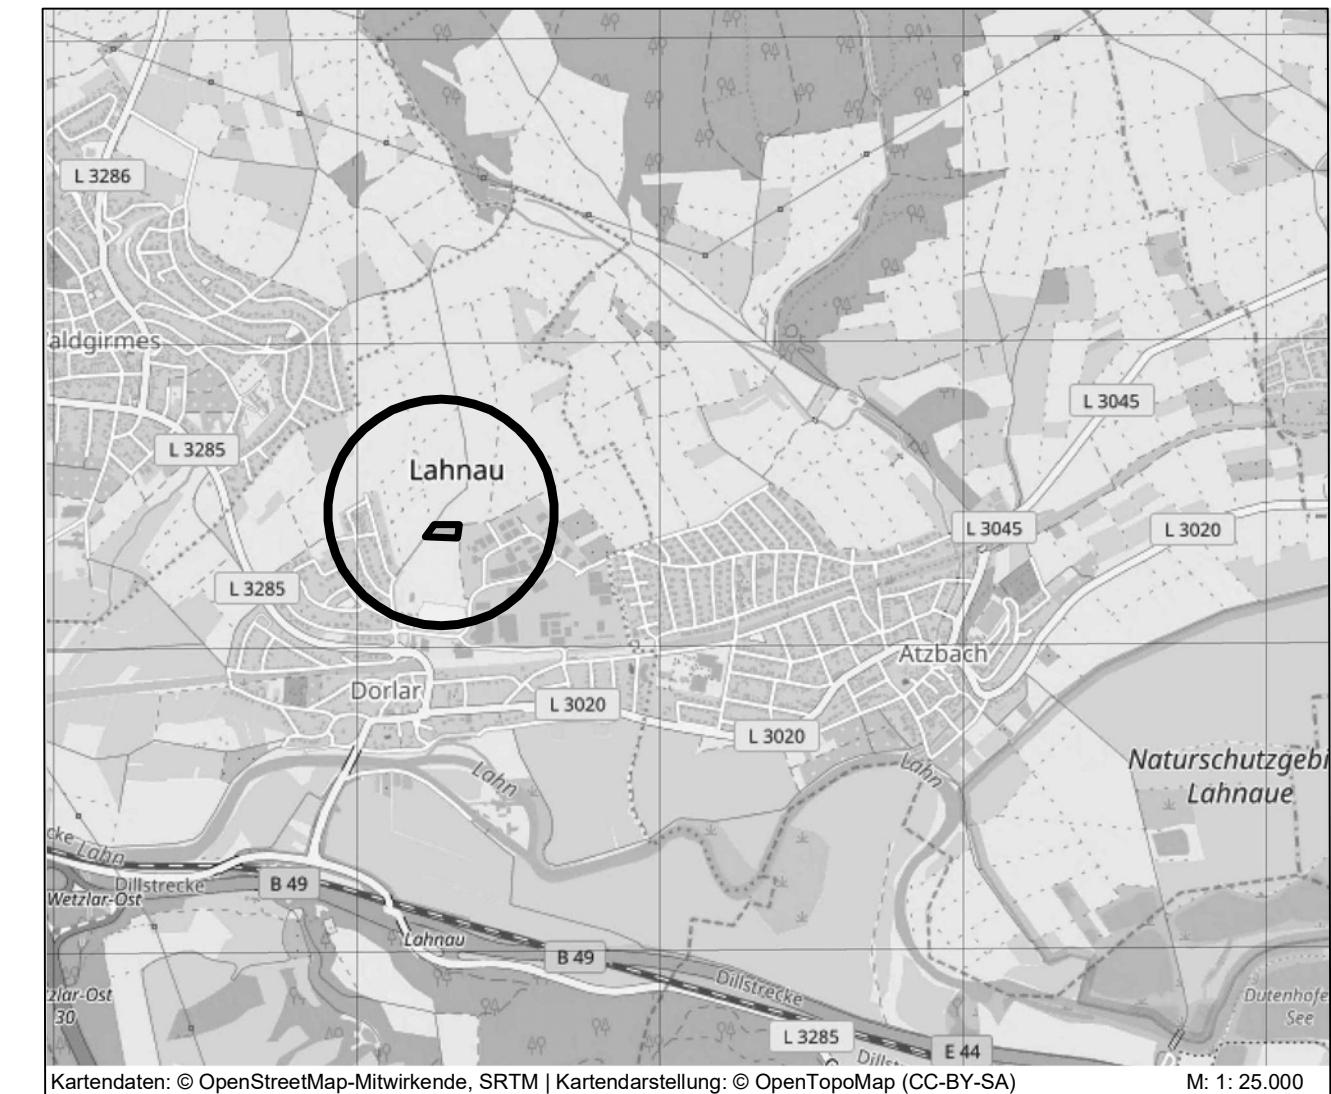 L 3286
aldgirmes
L 3045
L 3285
Lahnau
L 3045
L 3020
L 3285
Atzbach
Dorlar
L 3020
L 3020
Naturschutzgebi
Lahnaue
Lahn
Lahn
cke Lahn
Dillstrecke
B 49
Wetzlar-Ost
Lahnau
B 49
Dillstrecke
zlar-Ost
30
Dutenhofe
See
L 3285
E 44
Dillst
Kartendaten: © OpenStreetMap-Mitwirkende, SRTM | Kartendarstellung: © OpenTopoMap (CC-BY-SA) M: 1: 25.000